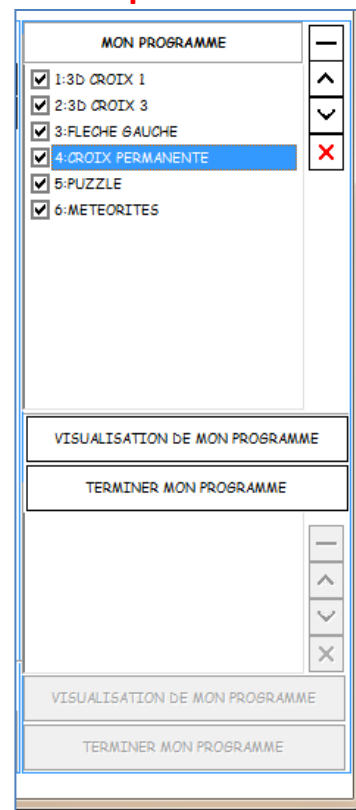 MON PROGRAMME
1:3D CROIX 1
2:3D CROIX 3
3:FLECHE GAUCHE
4:CROIX PERMANENTE
5:PUZZLE
6:METEORITES
VISUALISATION DE MON PROGRAMME
TERMINER MON PROGRAMME
VISUALISATION DE MON PROGRAMME
TERMINER MON PROGRAMME